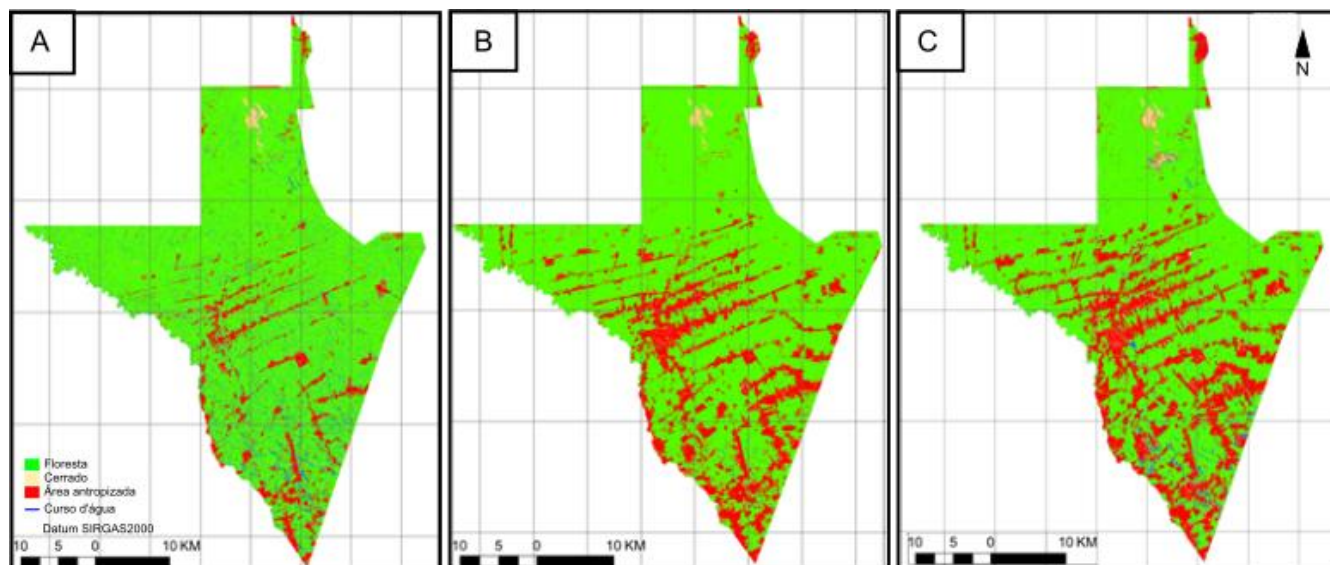 A
B
C
N
Floresta
Cerrado
Área antropizada
Curso d'água
Datum SIRGAS2000
10 5 0 10 KM
10 5 0 10 KM
10 5 0 10 KM